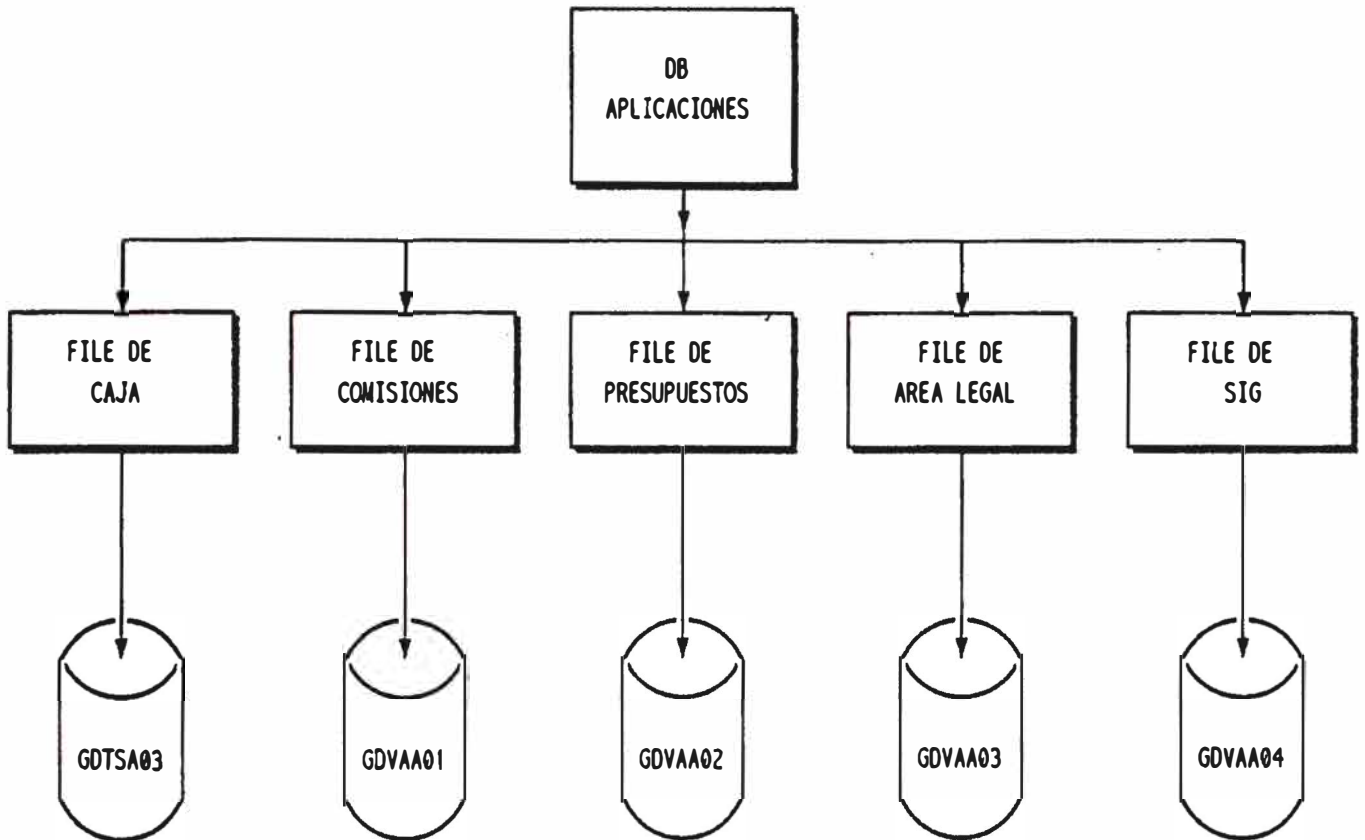 DB
APLICACIONES
FILE DE
CAJA
FILE DE
COMISIONES
FILE DE
PRESUPUESTOS
FILE DE
AREA LEGAL
FILE DE
SIG
GDTSA03
GDVAA01
GDVAA02
GDVAA03
GDVAA04